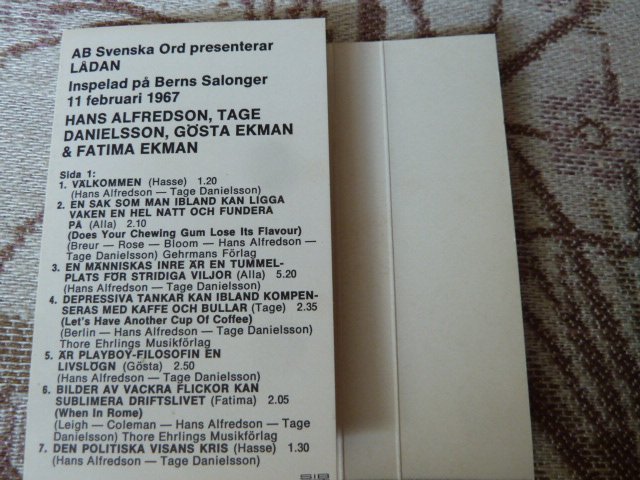 AB Svenska Ord presenterar
LÅDAN
Inspelad på Berns Salonger
11 februari 1967
HANS ALFREDSON, TAGE
DANIELSSON, GÖSTA EKMAN
& FATIMA EKMAN
Sida 1:
1. VÄLKOMMEN (Hasse) 1.20
(Hans Alfredson — Tage Danielsson)
2. EN SAK SOM MAN IBLAND KAN LIGGA
VAKEN EN HEL NATT OCH FUNDERA
PÅ (Alla) 2.10
(Does Your Chewing Gum Lose Its Flavour)
(Breur — Rose — Bloom — Hans Alfredson —
Tage Danielsson) Gehrmans Förlag
3. EN MÄNNISKAS INRE ÄR EN TUMMEL-
PLATS FÖR STRIDIGA VILJOR (Alla) 5.20
(Hans Alfredson — Tage Danielsson)
4. DEPRESSIVA TANKAR KAN IBLAND KOMPEN-
SERAS MED KAFFE OCH BULLAR (Tage) 2.35
(Let's Have Another Cup Of Coffee)
(Berlin — Hans Alfredson — Tage Danielsson)
Thore Ehrlings Musikförlag
5. ÄR PLAYBOY-FILOSOFIN EN
LIVSLÖGN (Gösta) 2.50
(Hans Alfredson — Tage Danielsson)
6. BILDER AV VACKRA FLICKOR KAN
SUBLIMERA DRIFTSLIVET (Fatima) 2.05
(When In Rome)
(Leigh — Coleman — Hans Alfredson — Tage
Danielsson) Thore Ehrlings Musikförlag
7. DEN POLITISKA VISANS KRIS (Hasse) 1.30
(Hans Alfredson — Tage Danielsson)